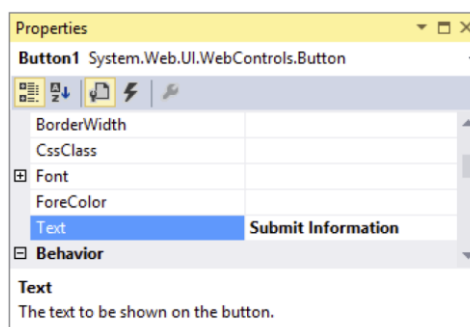 Properties
Button1 System.Web.UI.WebControls.Button
BorderWidth
CssClass
Font
ForeColor
Text Submit Information
Behavior
Text
The text to be shown on the button.